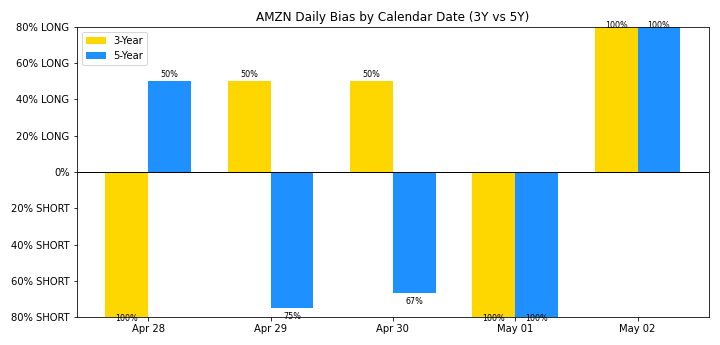 AMZN Daily Bias by Calendar Date (3Y vs 5Y)
80% LONG
60% LONG
40% LONG
20% LONG
0%
20% SHORT
40% SHORT
60% SHORT
80% SHORT
3-Year
5-Year
100%
50%
50%
75%
50%
67%
100%
100%
100%
100%
Apr 28
Apr 29
Apr 30
May 01
May 02